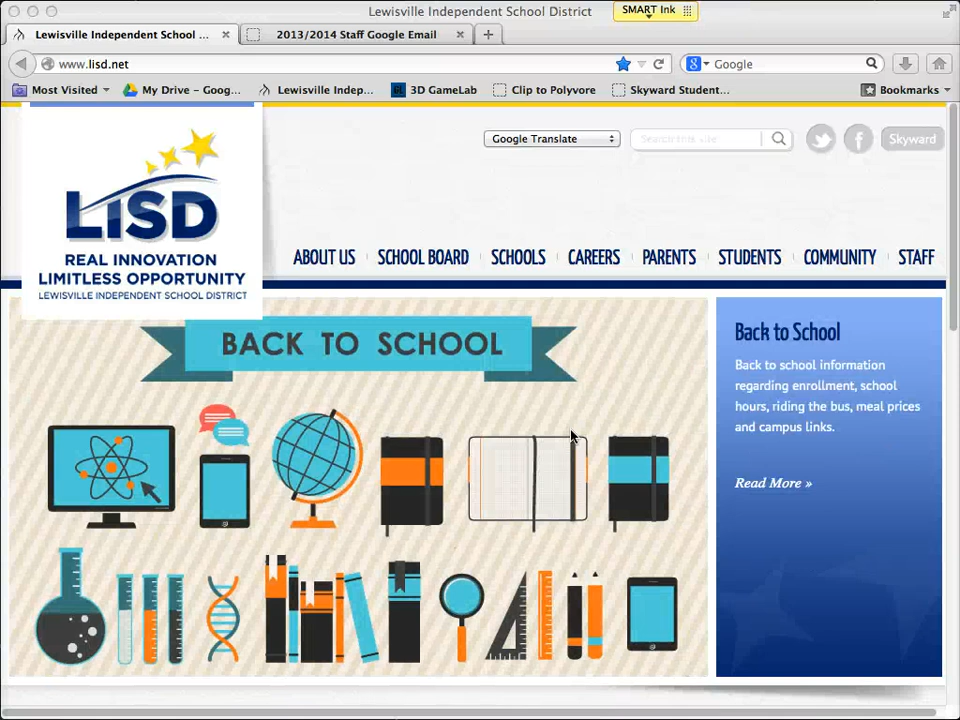 Lewisville Independent School District
SMART Ink
Lewisville Independent School ...
2013/2014 Staff Google Email
www.lisd.net
Google
Most Visited
My Drive – Goog...
Lewisville Indep...
3D GameLab
Clip to Polyvore
Skyward Student...
Bookmarks
Google Translate
Search this site
Skyward
LISD
REAL INNOVATION
LIMITLESS OPPORTUNITY
LEWISVILLE INDEPENDENT SCHOOL DISTRICT
ABOUT US
SCHOOL BOARD
SCHOOLS
CAREERS
PARENTS
STUDENTS
COMMUNITY
STAFF
BACK TO SCHOOL
Back to School
Back to school information
regarding enrollment, school
hours, riding the bus, meal prices
and campus links.
Read More »